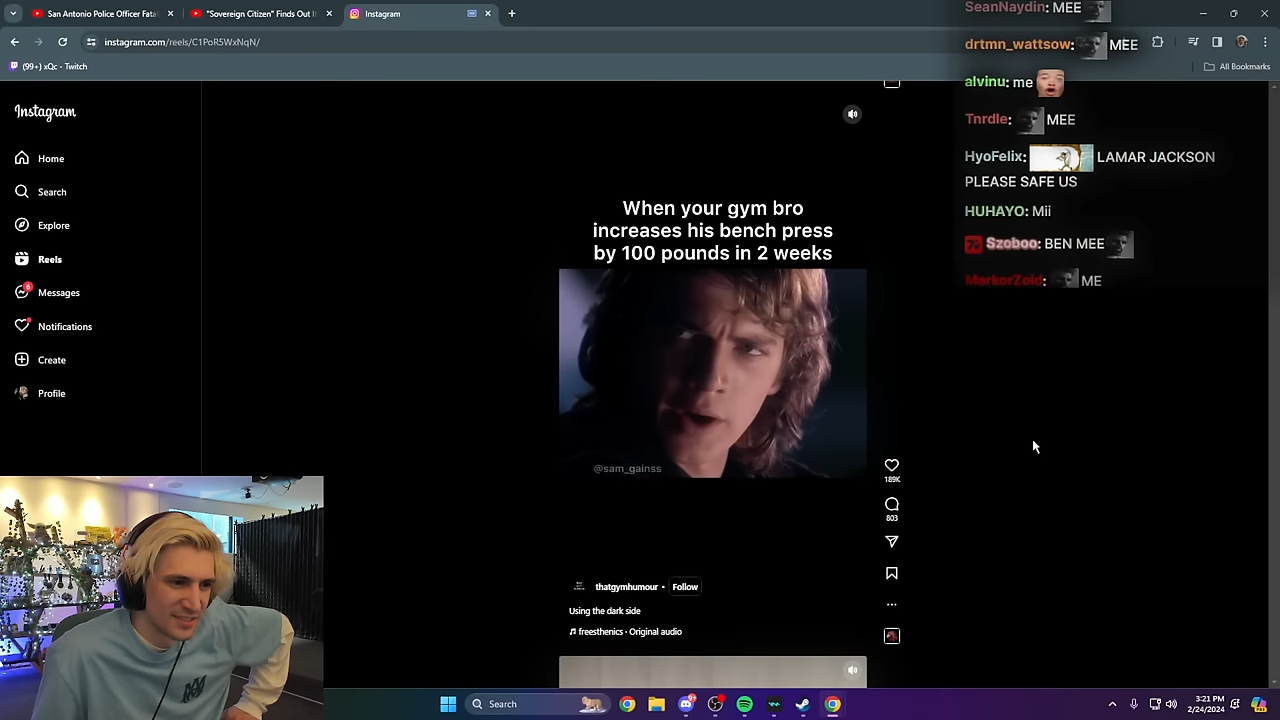 San Antonio Police Officer Fatal
"Sovereign Citizen" Finds Out I
Instagram
instagram.com/reels/C1PoR5WxNqN/
(99+) xQc - Twitch
All Bookmarks
Instagram
Home
Search
Explore
Reels
6
Messages
Notifications
Create
Profile
When your gym bro
increases his bench press
by 100 pounds in 2 weeks
@sam_gainss
189K
803
thatgymhumour • Follow
Using the dark side
freesthenics · Original audio
SeanNaydin: MEE
drtmn_wattsow: MEE
alvinu: me
Tnrdle: MEE
HyoFelix: LAMAR JACKSON
PLEASE SAFE US
HUHAYO: Mii
Szoboo: BEN MEE
MarkorZoid: ME
Search
3:21 PM
2/24/2024